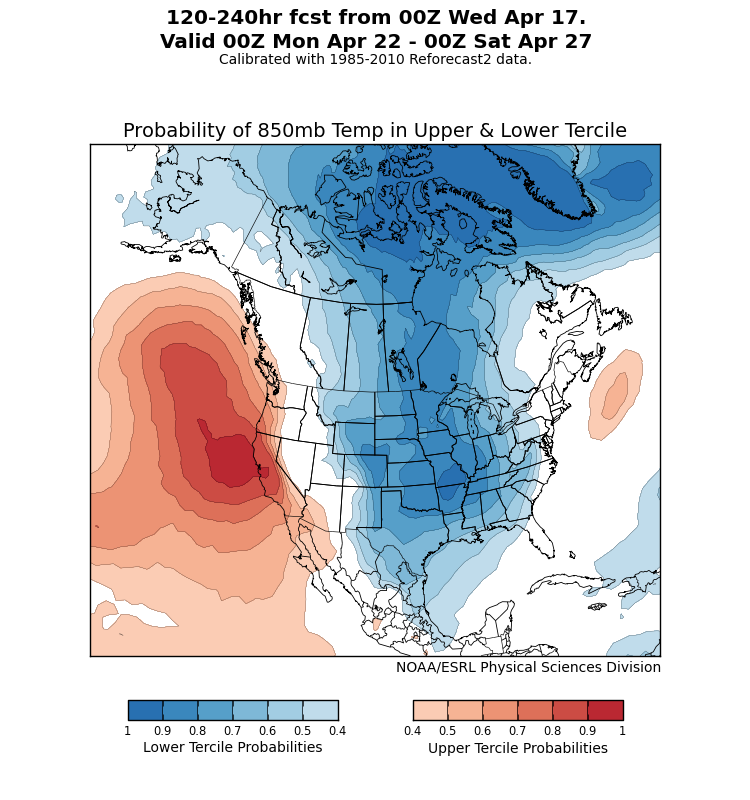 120-240hr fcst from 00Z Wed Apr 17.
Valid 00Z Mon Apr 22 - 00Z Sat Apr 27
Calibrated with 1985-2010 Reforecast2 data.
Probability of 850mb Temp in Upper & Lower Tercile
NOAA/ESRL Physical Sciences Division
1 0.9 0.8 0.7 0.6 0.5 0.4
Lower Tercile Probabilities
0.4 0.5 0.6 0.7 0.8 0.9 1
Upper Tercile Probabilities